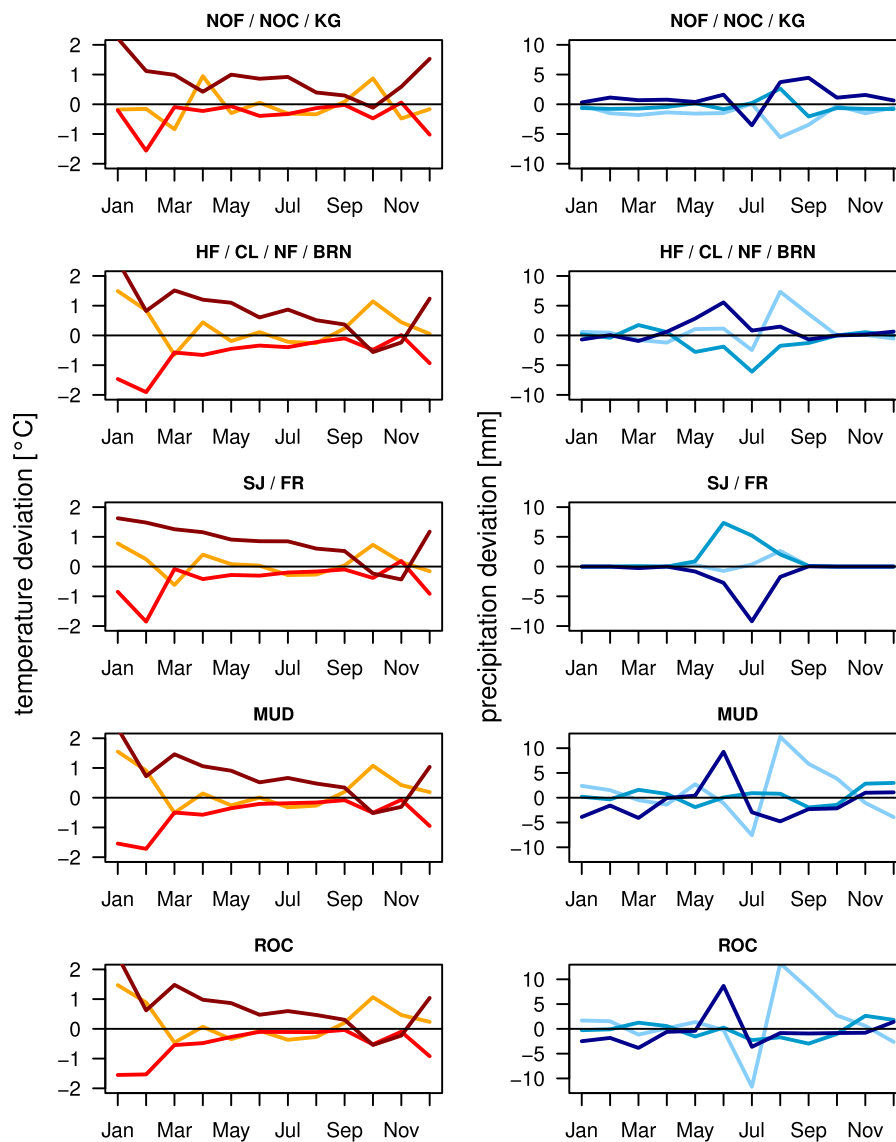 NOF / NOC / KG
2
1
0
−1
−2
Jan Mar May Jul Sep Nov
NOF / NOC / KG
10
5
0
−5
−10
Jan Mar May Jul Sep Nov
HF / CL / NF / BRN
2
1
0
−1
−2
Jan Mar May Jul Sep Nov
HF / CL / NF / BRN
10
5
0
−5
−10
Jan Mar May Jul Sep Nov
temperature deviation [°C]
precipitation deviation [mm]
SJ / FR
2
1
0
−1
−2
Jan Mar May Jul Sep Nov
SJ / FR
10
5
0
−5
−10
Jan Mar May Jul Sep Nov
MUD
2
1
0
−1
−2
Jan Mar May Jul Sep Nov
MUD
10
5
0
−5
−10
Jan Mar May Jul Sep Nov
ROC
2
1
0
−1
−2
Jan Mar May Jul Sep Nov
ROC
10
5
0
−5
−10
Jan Mar May Jul Sep Nov